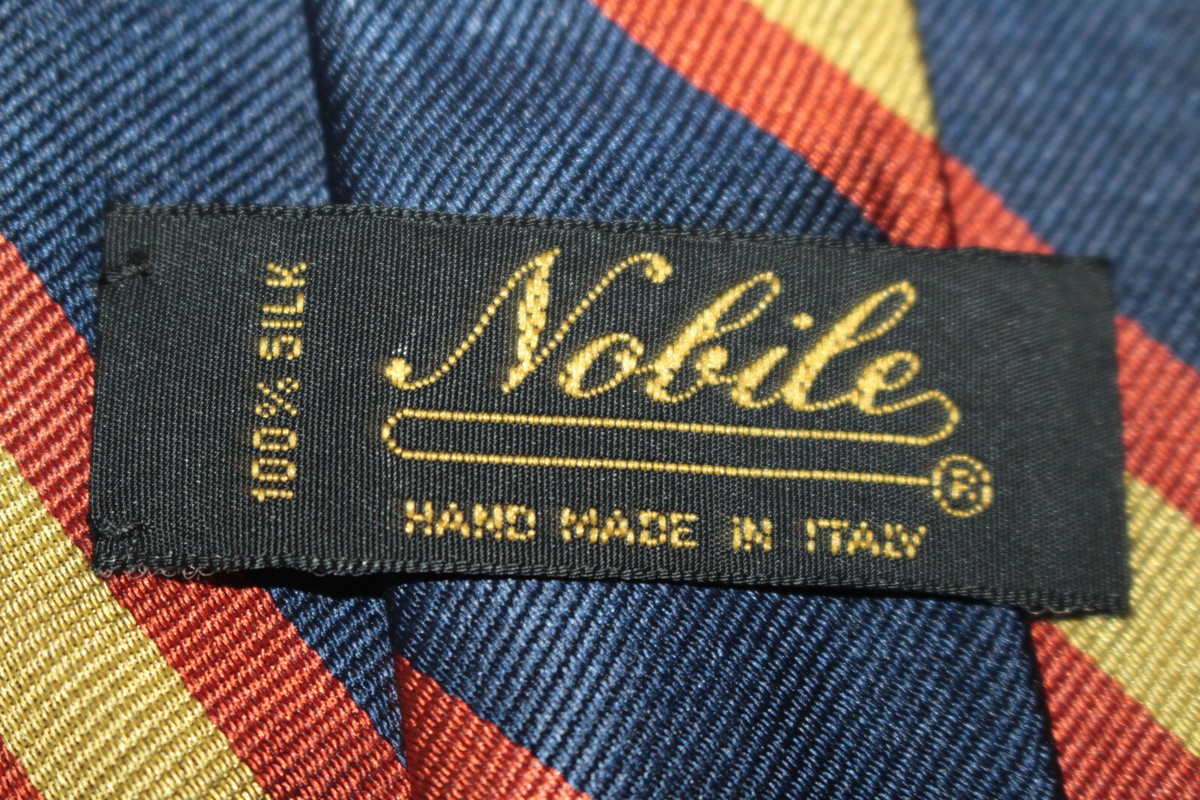 100% SILK
Nobile
®
HAND MADE IN ITALY